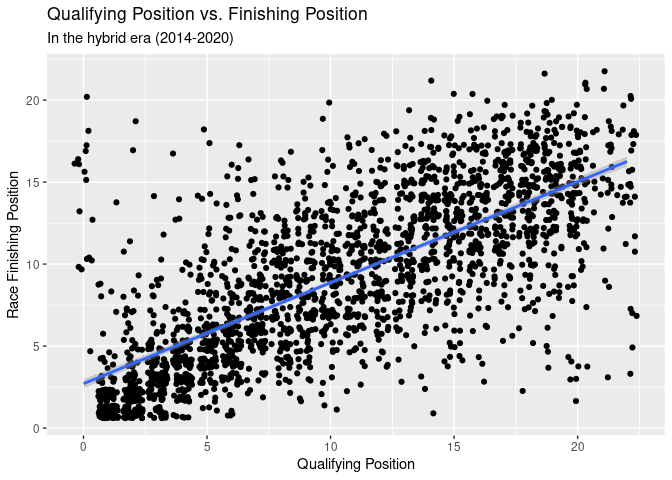 Qualifying Position vs. Finishing Position
In the hybrid era (2014-2020)
20
15
10
5
0
Race Finishing Position
0 5 10 15 20
Qualifying Position